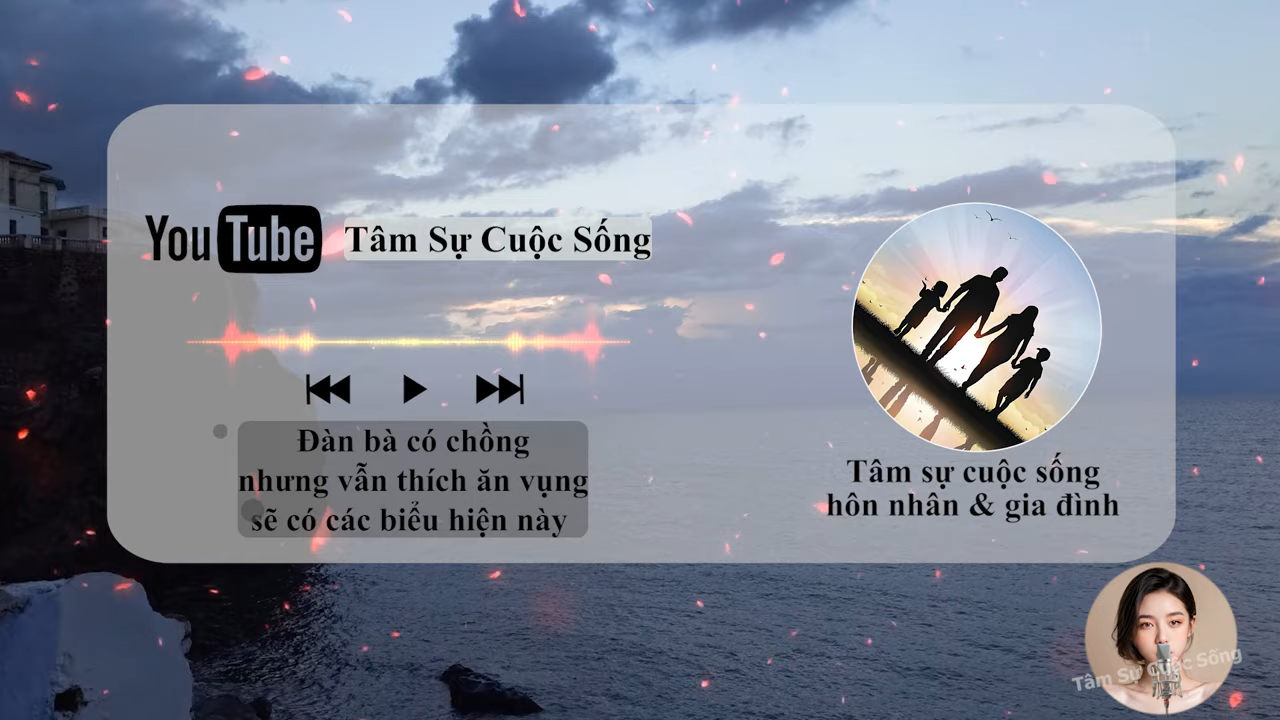 YouTube Tâm Sự Cuộc Sống
Đàn bà có chồng
nhưng vẫn thích ăn vụng
sẽ có các biểu hiện này
Tâm sự cuộc sống
hôn nhân & gia đình
Tâm Sự Cuộc Sống